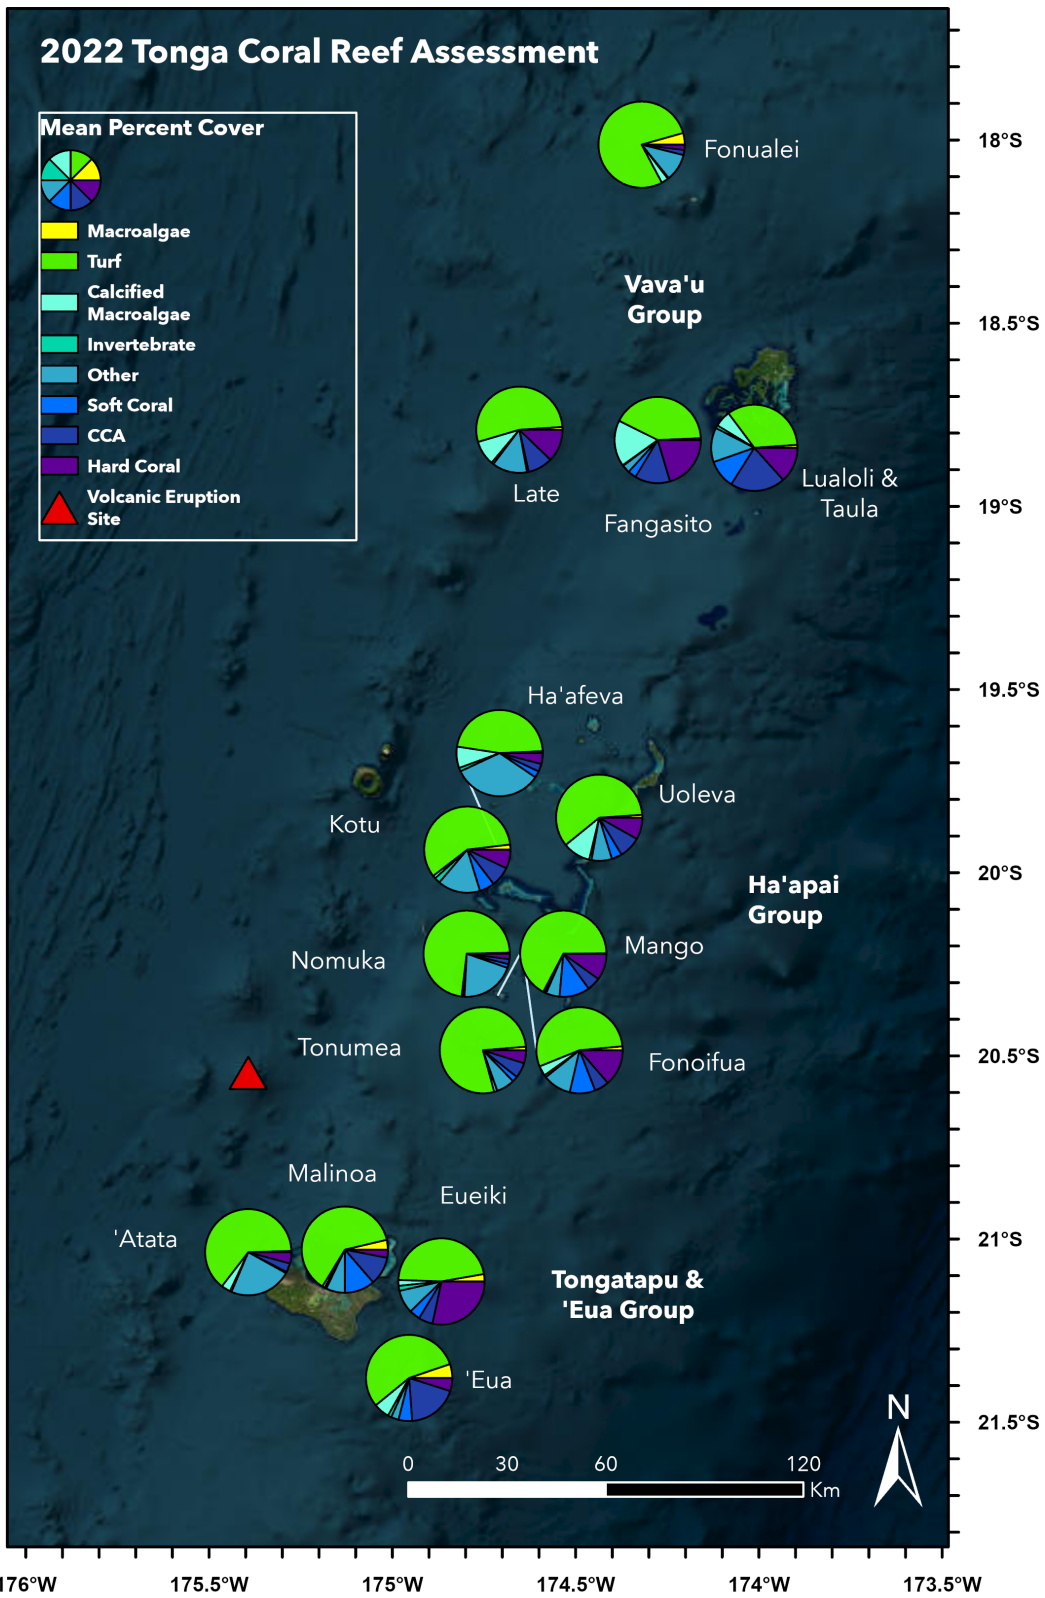 2022 Tonga Coral Reef Assessment
Mean Percent Cover
Macroalgae
Turf
Calcified
Macroalgae
Invertebrate
Other
Soft Coral
CCA
Hard Coral
Volcanic Eruption
Site
Fonualei
Vava'u
Group
Late
Fangasito
Lualoli &
Taula
Ha'afeva
Uoleva
Kotu
Ha'apai
Group
Nomuka
Mango
Tonumea
Fonoifua
Malinoa
Eueiki
'Atata
Tongatapu &
'Eua Group
'Eua
N
0 30 60 120
Km
18°S
18.5°S
19°S
19.5°S
20°S
20.5°S
21°S
21.5°S
176°W 175.5°W 175°W 174.5°W 174°W 173.5°W